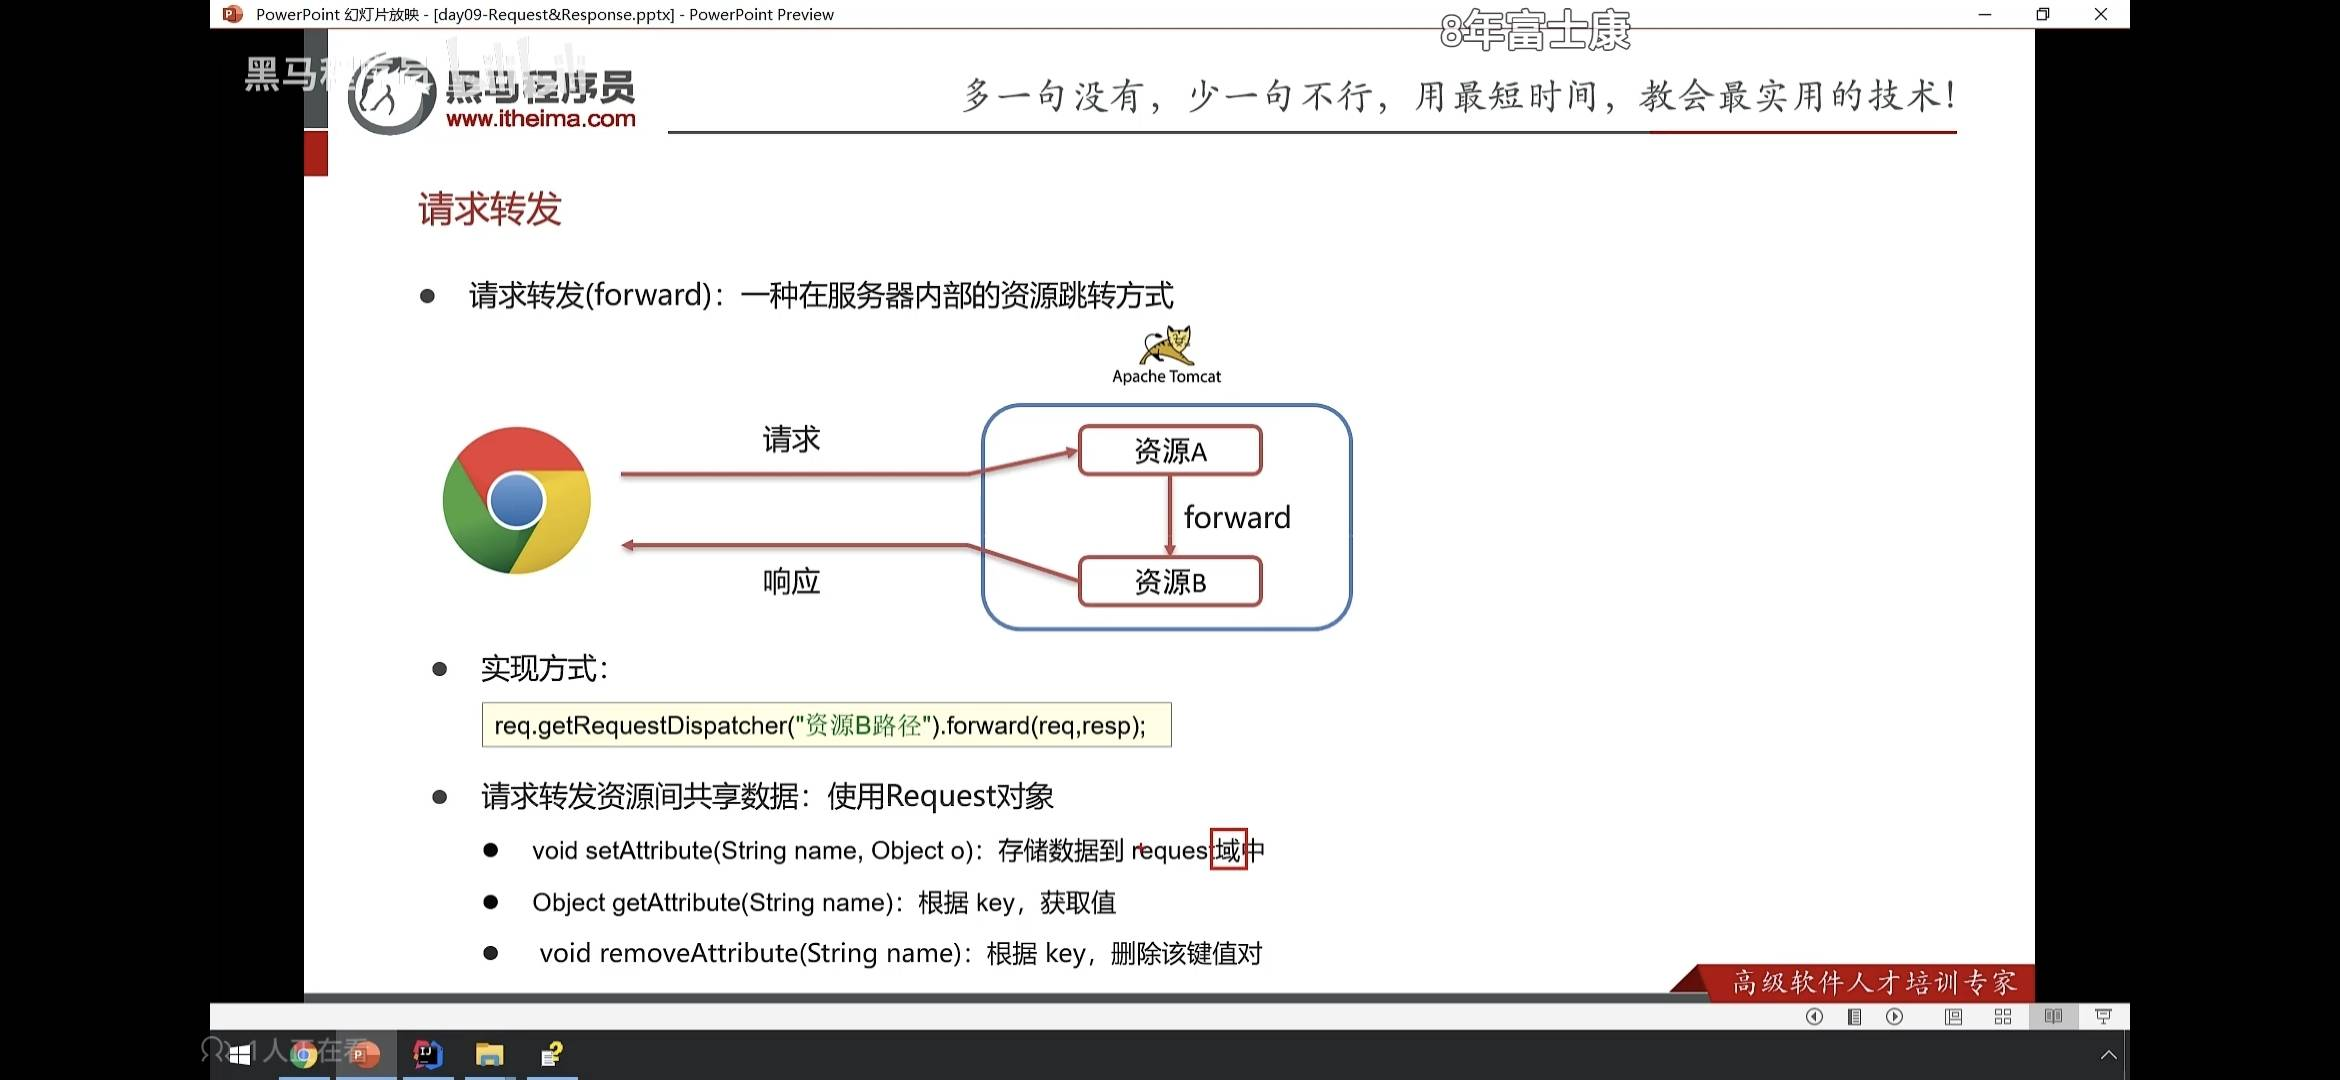 PowerPoint 幻灯片放映 - [day09-Request&Response.pptx] - PowerPoint Preview
8年富士康
黑马程序员
www.itheima.com
多一句没有，少一句不行，用最短时间，教会最实用的技术！
请求转发
请求转发(forward)：一种在服务器内部的资源跳转方式
Apache Tomcat
请求
资源A
forward
响应
资源B
实现方式：
req.getRequestDispatcher("资源B路径").forward(req,resp);
请求转发资源间共享数据：使用Request对象
void setAttribute(String name, Object o)：存储数据到 request域中
Object getAttribute(String name)：根据 key，获取值
void removeAttribute(String name)：根据 key，删除该键值对
高级软件人才培训专家
1人正在看